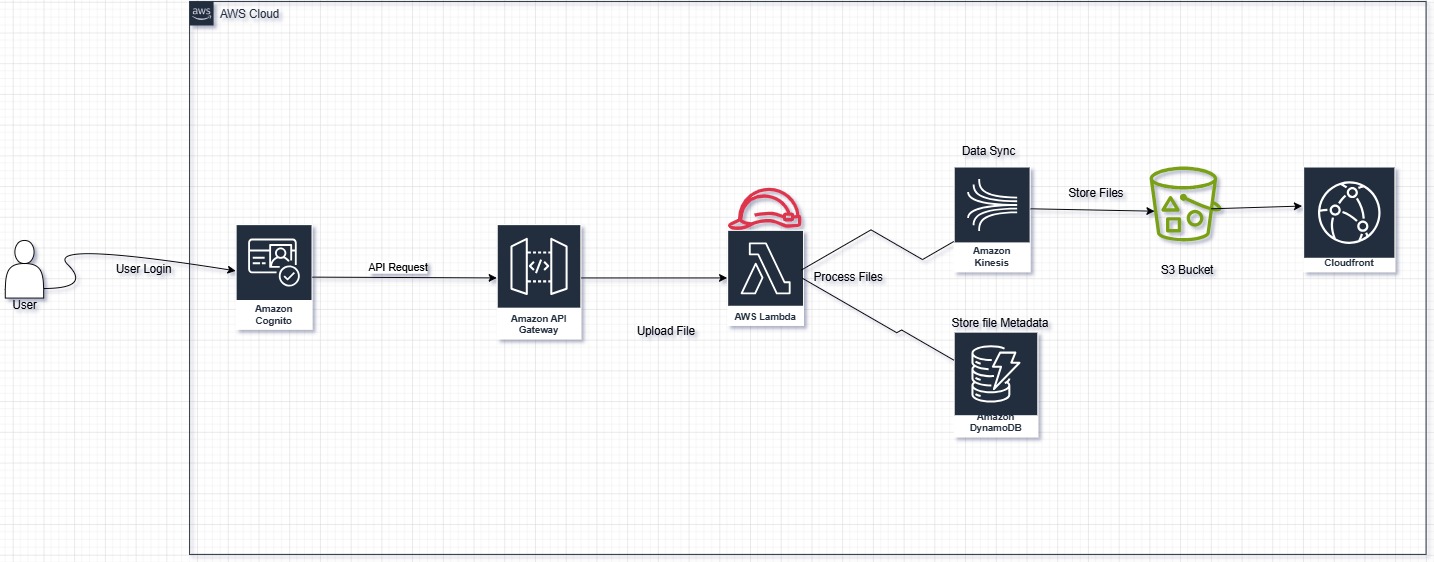 aws
AWS Cloud
User
User Login
Amazon
Cognito
API Request
Amazon API
Gateway
Upload File
AWS Lambda
Process Files
Data Sync
Amazon
Kinesis
Store file Metadata
Amazon
DynamoDB
Store Files
S3 Bucket
Cloudfront